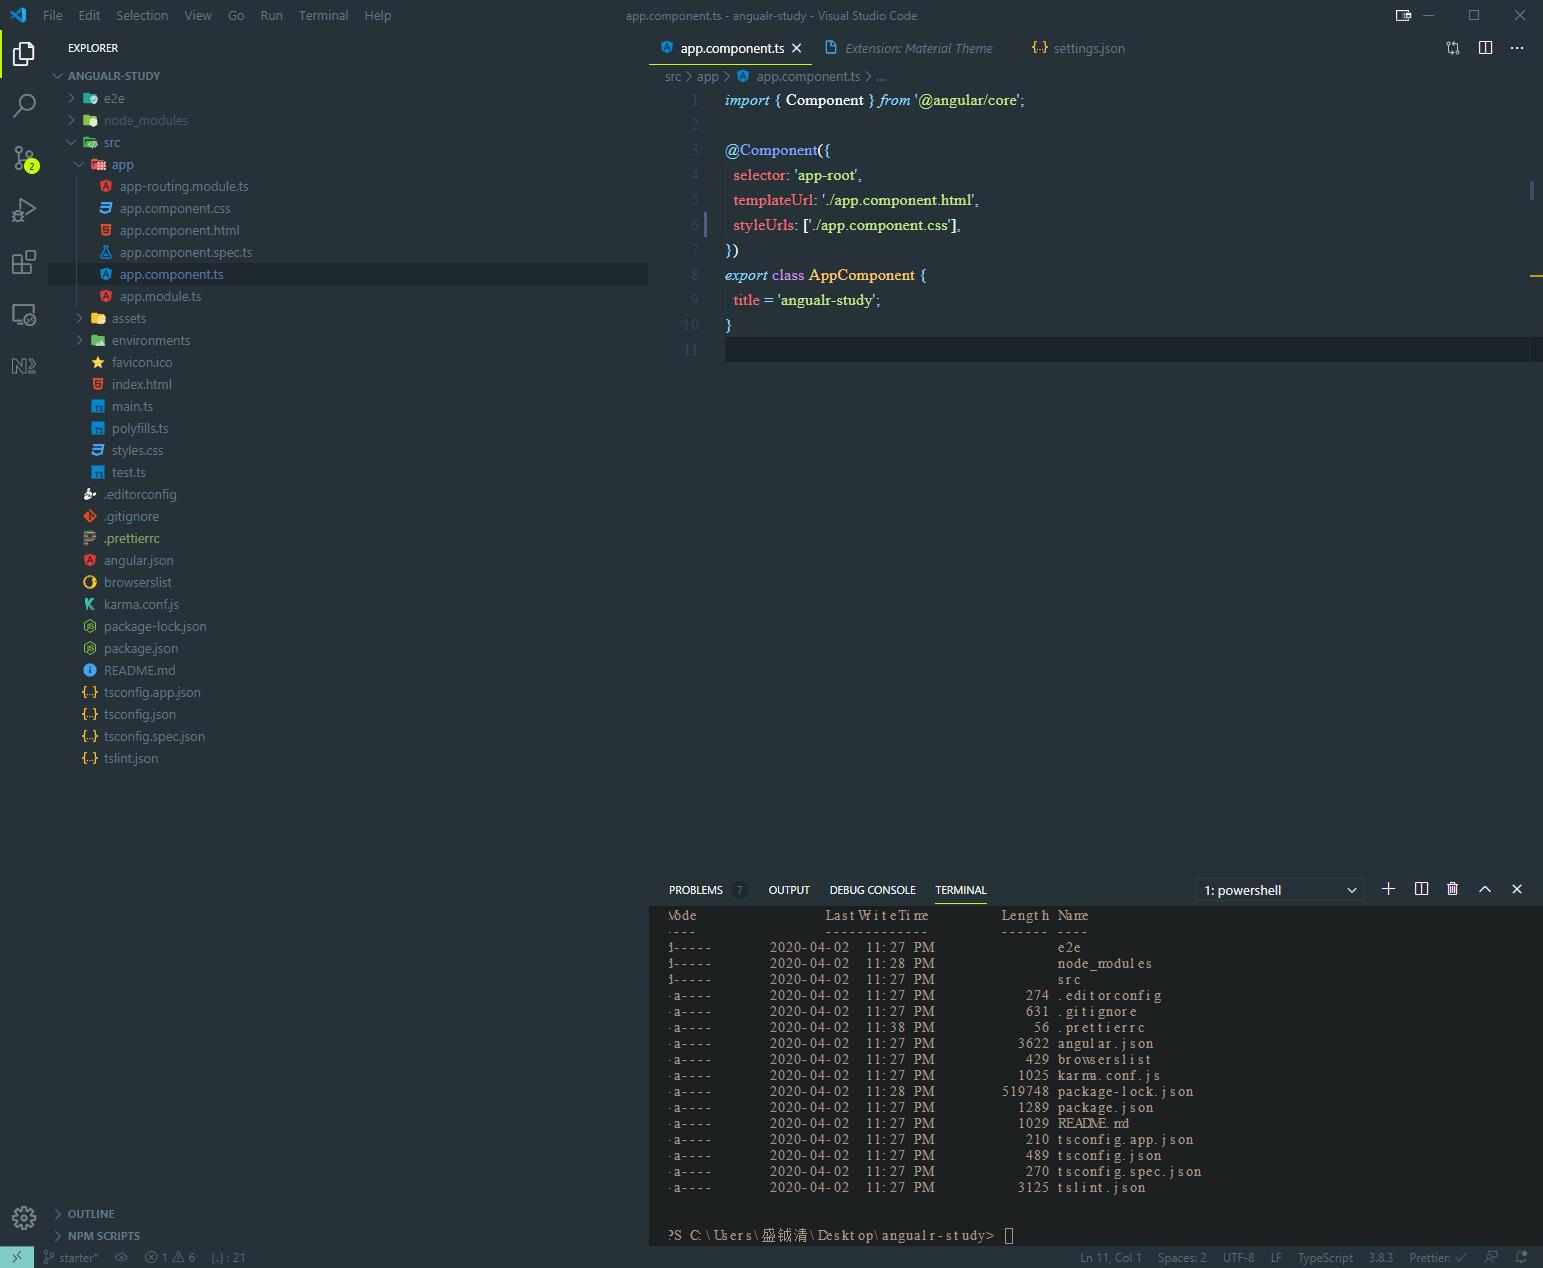 File Edit Selection View Go Run Terminal Help
app.component.ts - angualr-study - Visual Studio Code
EXPLORER
ANGUALR-STUDY
e2e
node_modules
src
app
app-routing.module.ts
app.component.css
app.component.html
app.component.spec.ts
app.component.ts
app.module.ts
assets
environments
favicon.ico
index.html
main.ts
polyfills.ts
styles.css
test.ts
.editorconfig
.gitignore
.prettierrc
angular.json
browserslist
karma.conf.js
package-lock.json
package.json
README.md
tsconfig.app.json
tsconfig.json
tsconfig.spec.json
tslint.json
OUTLINE
NPM SCRIPTS
2
app.component.ts Extension: Material Theme settings.json
src > app > app.component.ts > ...
1 import { Component } from '@angular/core';
2
3 @Component({
4 selector: 'app-root',
5 templateUrl: './app.component.html',
6 styleUrls: ['./app.component.css'],
7 })
8 export class AppComponent {
9 title = 'angualr-study';
10 }
11
PROBLEMS 7 OUTPUT DEBUG CONSOLE TERMINAL 1: powershell
Mode LastWriteTime Length Name
---- ------------- ------ ----
d----- 2020-04-02 11:27 PM e2e
d----- 2020-04-02 11:28 PM node_modules
d----- 2020-04-02 11:27 PM src
-a---- 2020-04-02 11:27 PM 274 .editorconfig
-a---- 2020-04-02 11:27 PM 631 .gitignore
-a---- 2020-04-02 11:38 PM 56 .prettierrc
-a---- 2020-04-02 11:27 PM 3622 angular.json
-a---- 2020-04-02 11:27 PM 429 browserslist
-a---- 2020-04-02 11:27 PM 1025 karma.conf.js
-a---- 2020-04-02 11:28 PM 519748 package-lock.json
-a---- 2020-04-02 11:27 PM 1289 package.json
-a---- 2020-04-02 11:27 PM 1029 README.md
-a---- 2020-04-02 11:27 PM 210 tsconfig.app.json
-a---- 2020-04-02 11:27 PM 489 tsconfig.json
-a---- 2020-04-02 11:27 PM 270 tsconfig.spec.json
-a---- 2020-04-02 11:27 PM 3125 tslint.json
PS C:\Users\盛钺清\Desktop\angualr-study>
starter* 1 6 {..} : 21 Ln 11, Col 1 Spaces: 2 UTF-8 LF TypeScript 3.8.3 Prettier: ✓